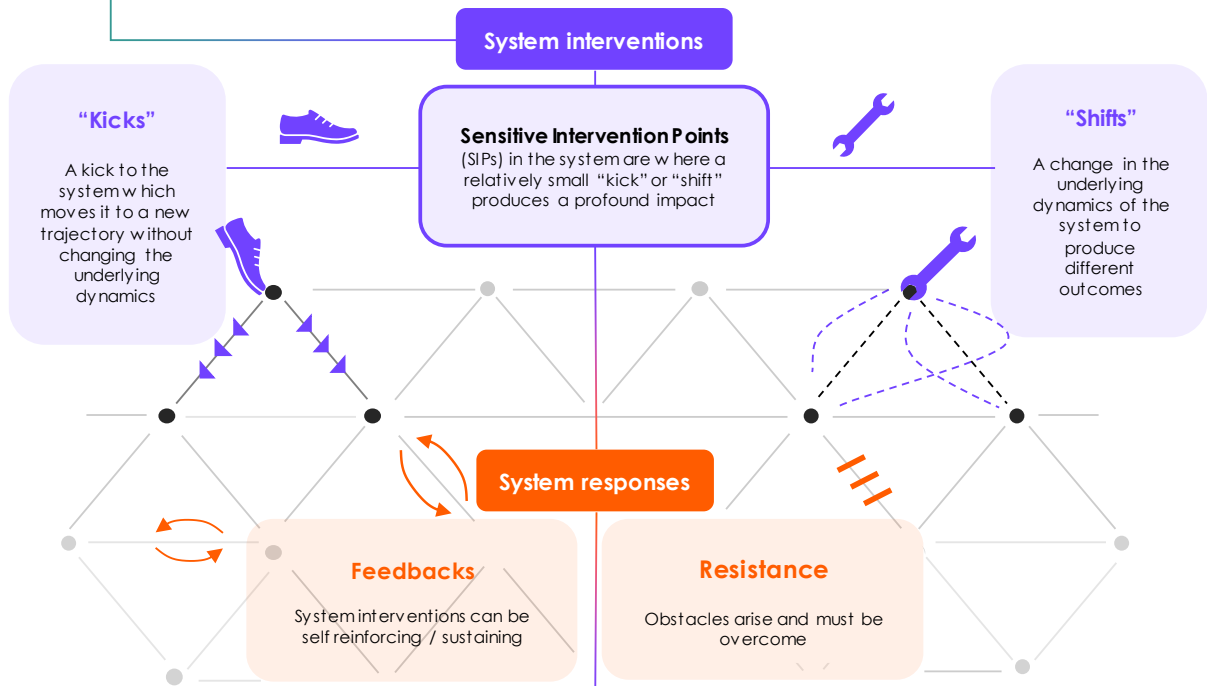 System interventions
“Kicks”
A kick to the
system which
moves it to a new
trajectory without
changing the
underlying
dynamics
Sensitive Intervention Points
(SIPs) in the system are where a
relatively small “kick” or “shift”
produces a profound impact
“Shifts”
A change in the
underlying
dynamics of the
system to
produce
different
outcomes
System responses
Feedbacks
System interventions can be
self reinforcing / sustaining
Resistance
Obstacles arise and must be
overcome